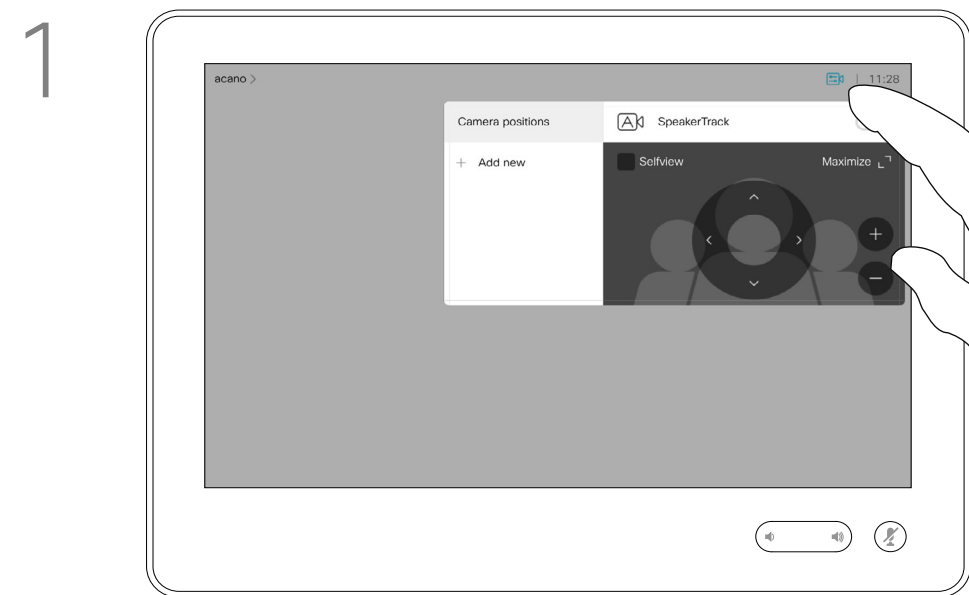 1
acano >
| 11:28
Camera positions
SpeakerTrack
+ Add new
Selfview
Maximize